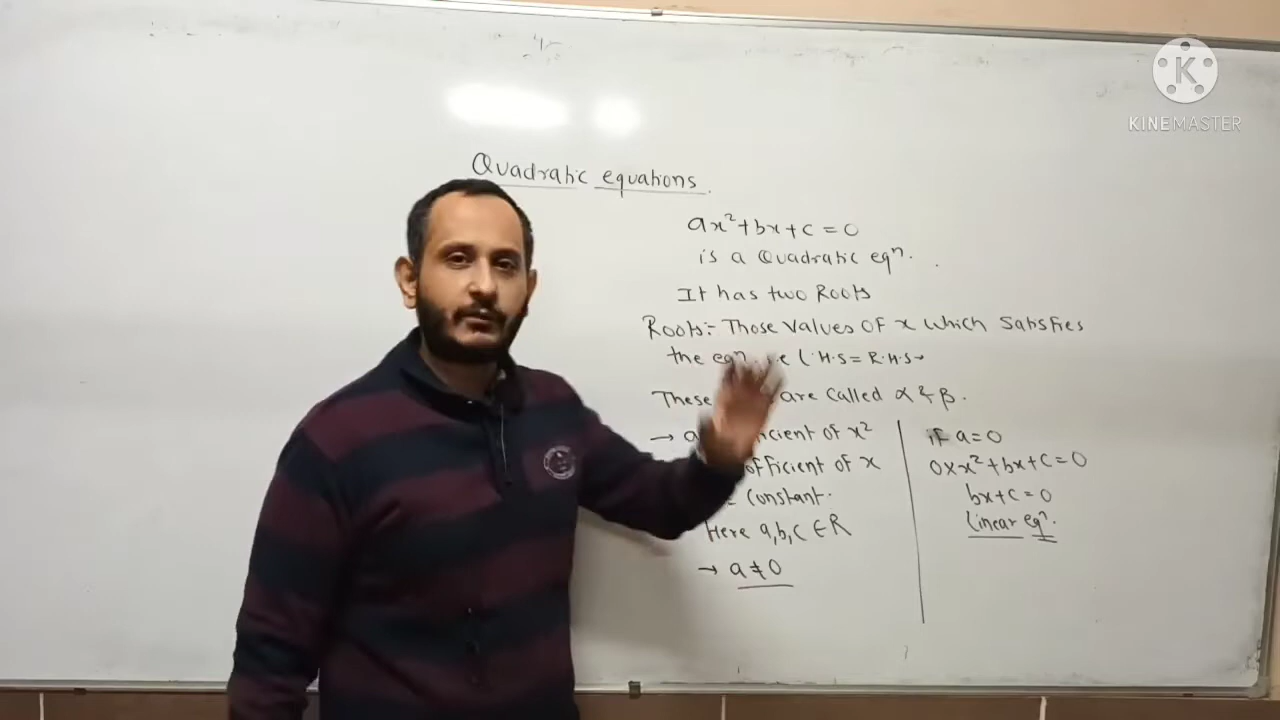 K
KINEMASTER
Quadratic equations.
ax²+bx+c=0
is a Quadratic eqⁿ.
It has two Roots
Roots:- Those values of x which satisfies
the eqⁿ. i.e L.H.S = R.H.S
These are called α & β.
→ a of x²
of x
= constant.
Here a,b,c ∈ R
→ a ≠ 0
if a=0
0×x²+bx+c=0
bx+c=0
Linear eqⁿ.